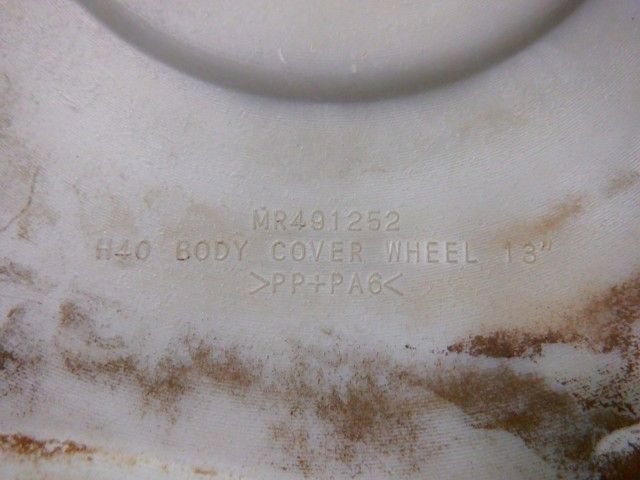 MR491252
H40 BODY COVER WHEEL 13"
>PP+PA6<